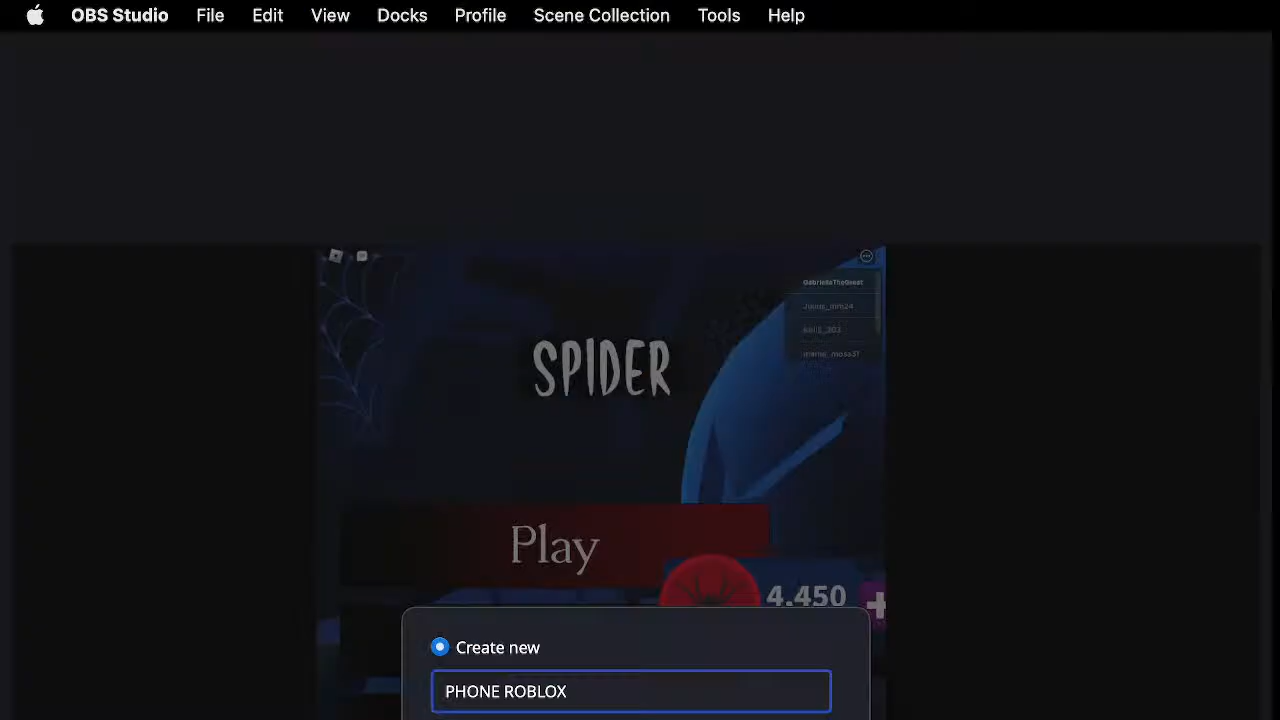 OBS Studio File Edit View Docks Profile Scene Collection Tools Help
GabriellaTheGreat
SPIDER
Play
4,450
Create new
PHONE ROBLOX